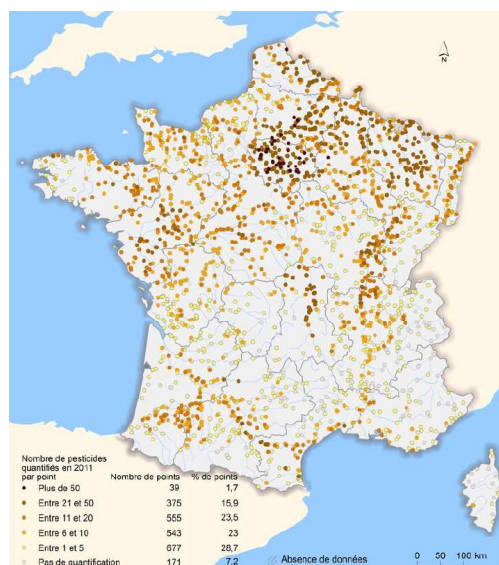 N
Nombre de pesticides
quantifiés en 2011
par point Nombre de points % de points
Plus de 50 39 1,7
Entre 21 et 50 375 15,9
Entre 11 et 20 555 23,5
Entre 6 et 10 543 23
Entre 1 et 5 677 28,7
Pas de quantification 171 7,2
Absence de données
0 50 100 km